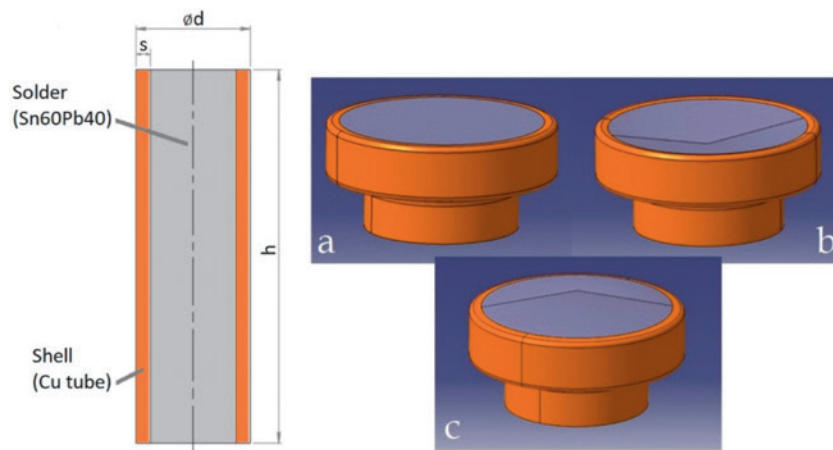 ød
s
Solder
(Sn60Pb40)
h
Shell
(Cu tube)
a
b
c